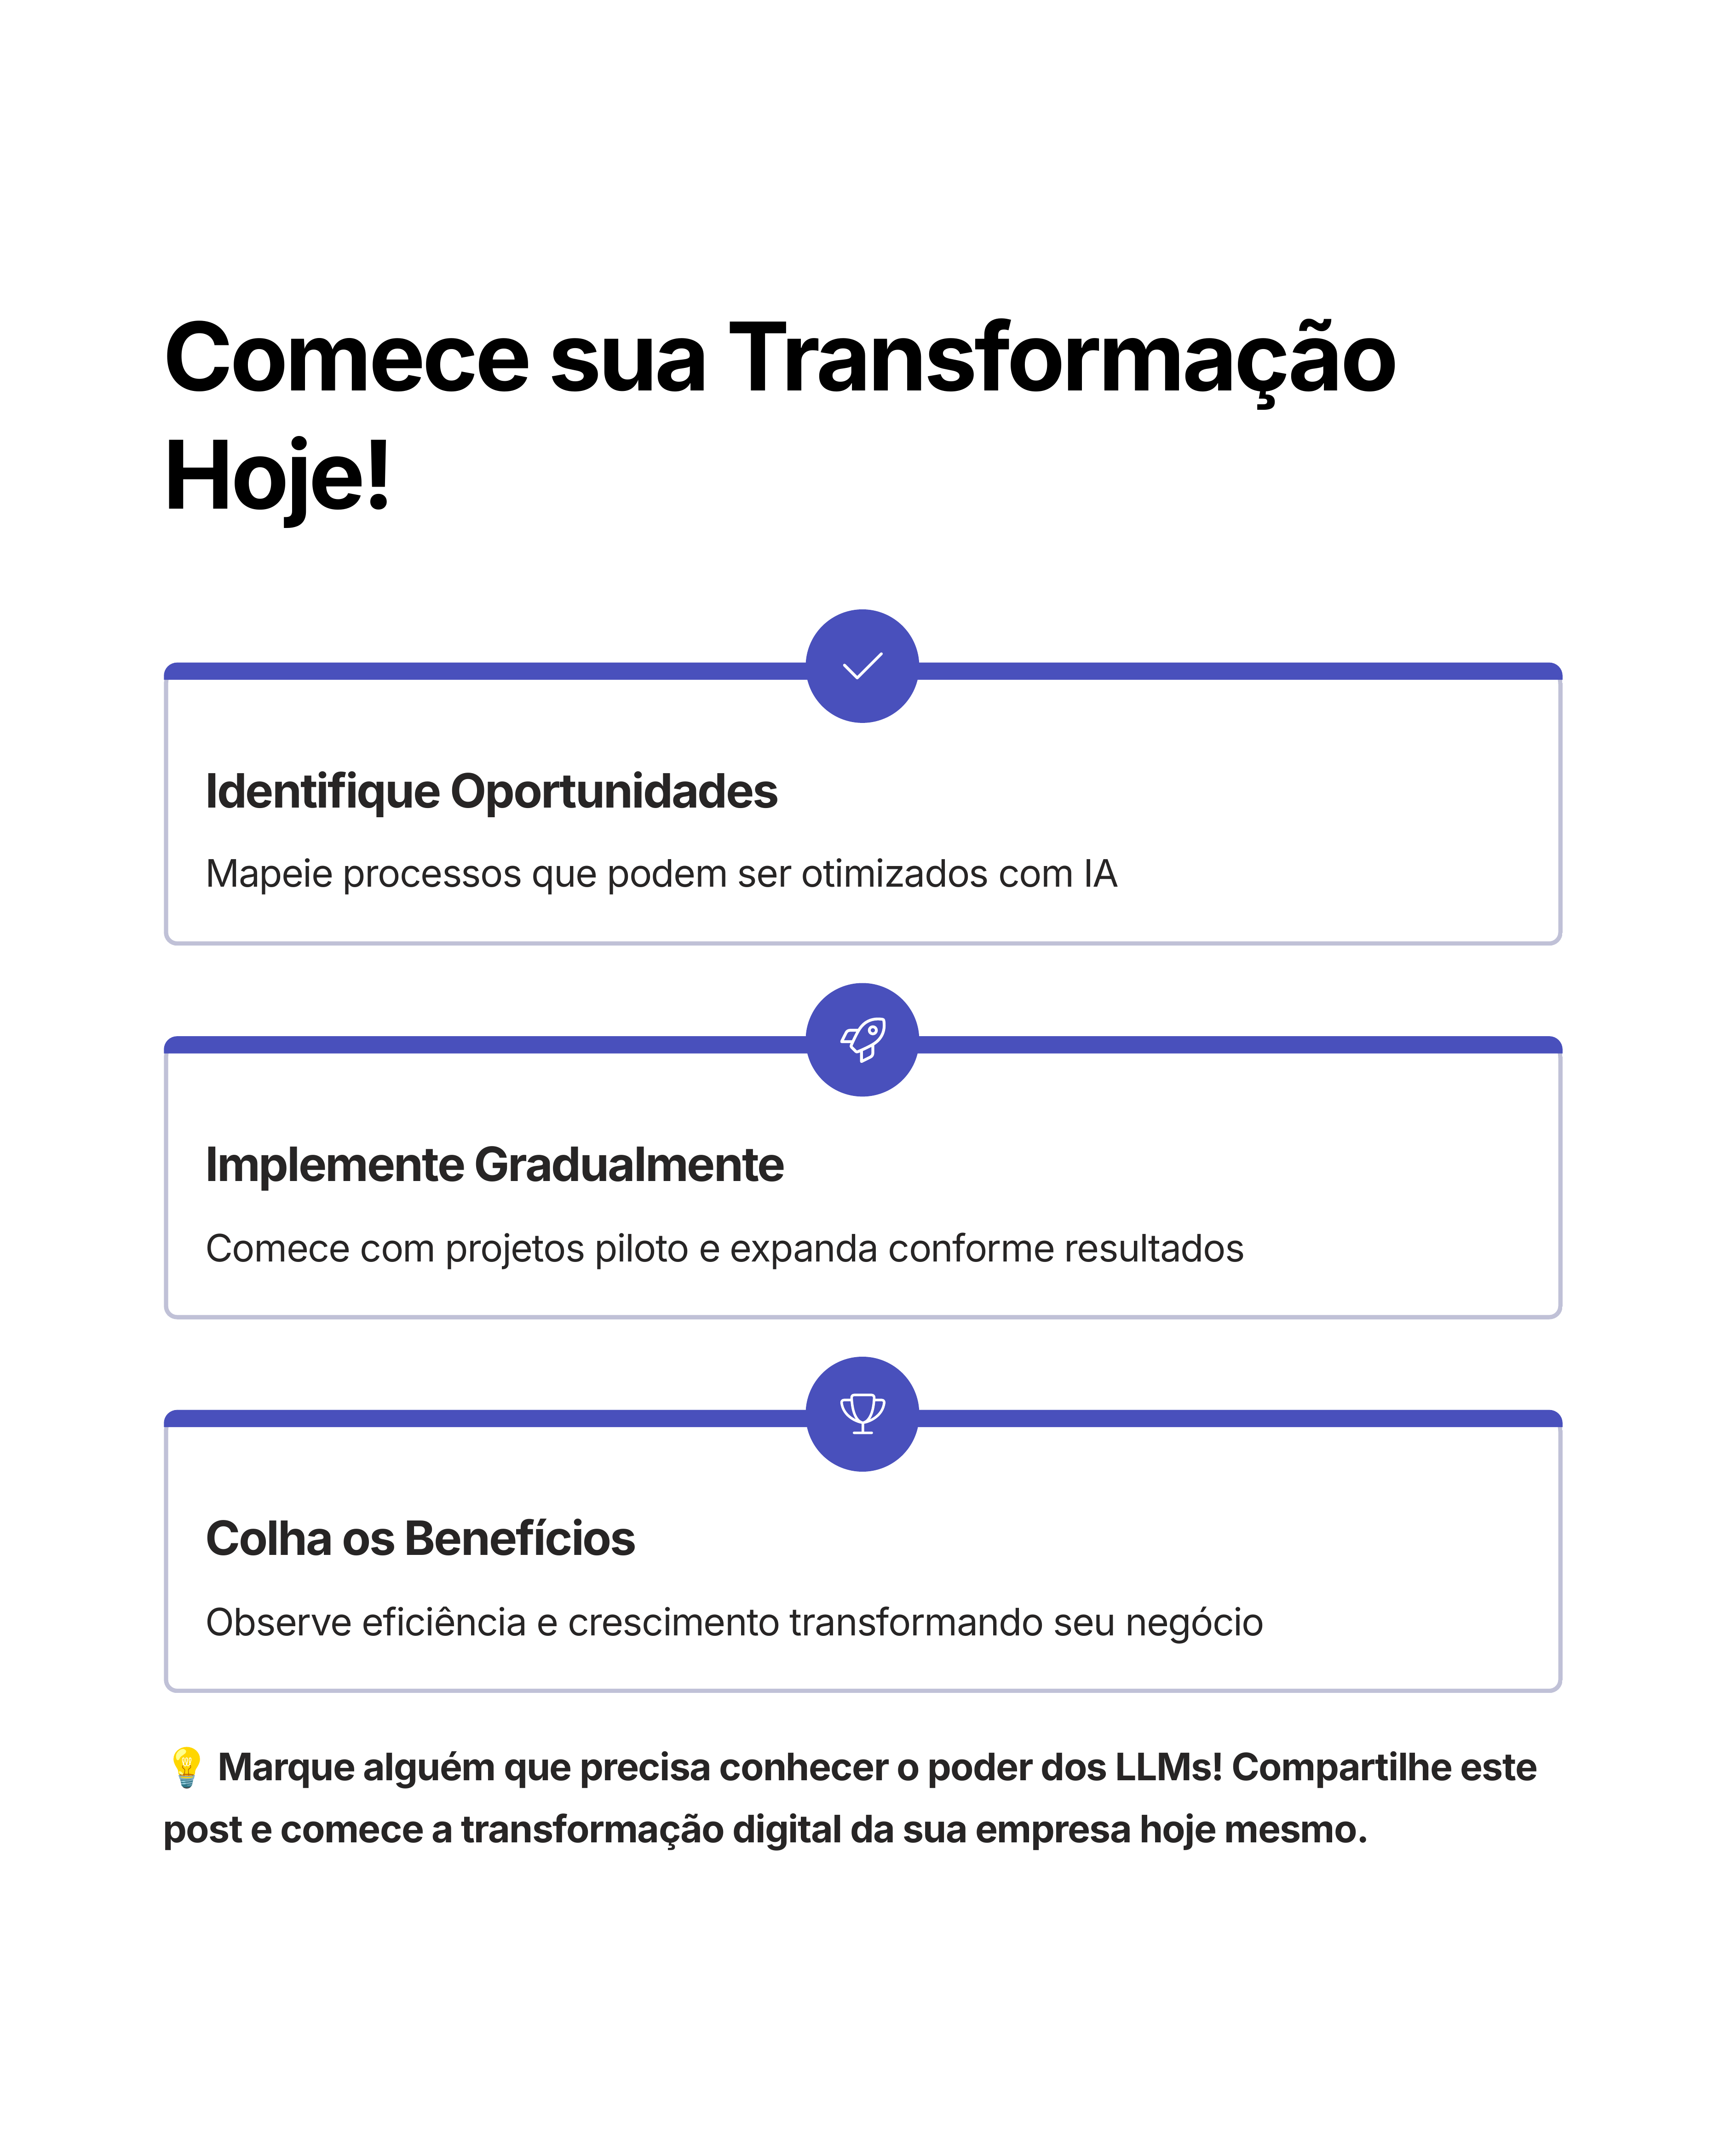 Comece sua Transformação
Hoje!
Identifique Oportunidades
Mapeie processos que podem ser otimizados com IA
Implemente Gradualmente
Comece com projetos piloto e expanda conforme resultados
Colha os Benefícios
Observe eficiência e crescimento transformando seu negócio
💡 Marque alguém que precisa conhecer o poder dos LLMs! Compartilhe este
post e comece a transformação digital da sua empresa hoje mesmo.